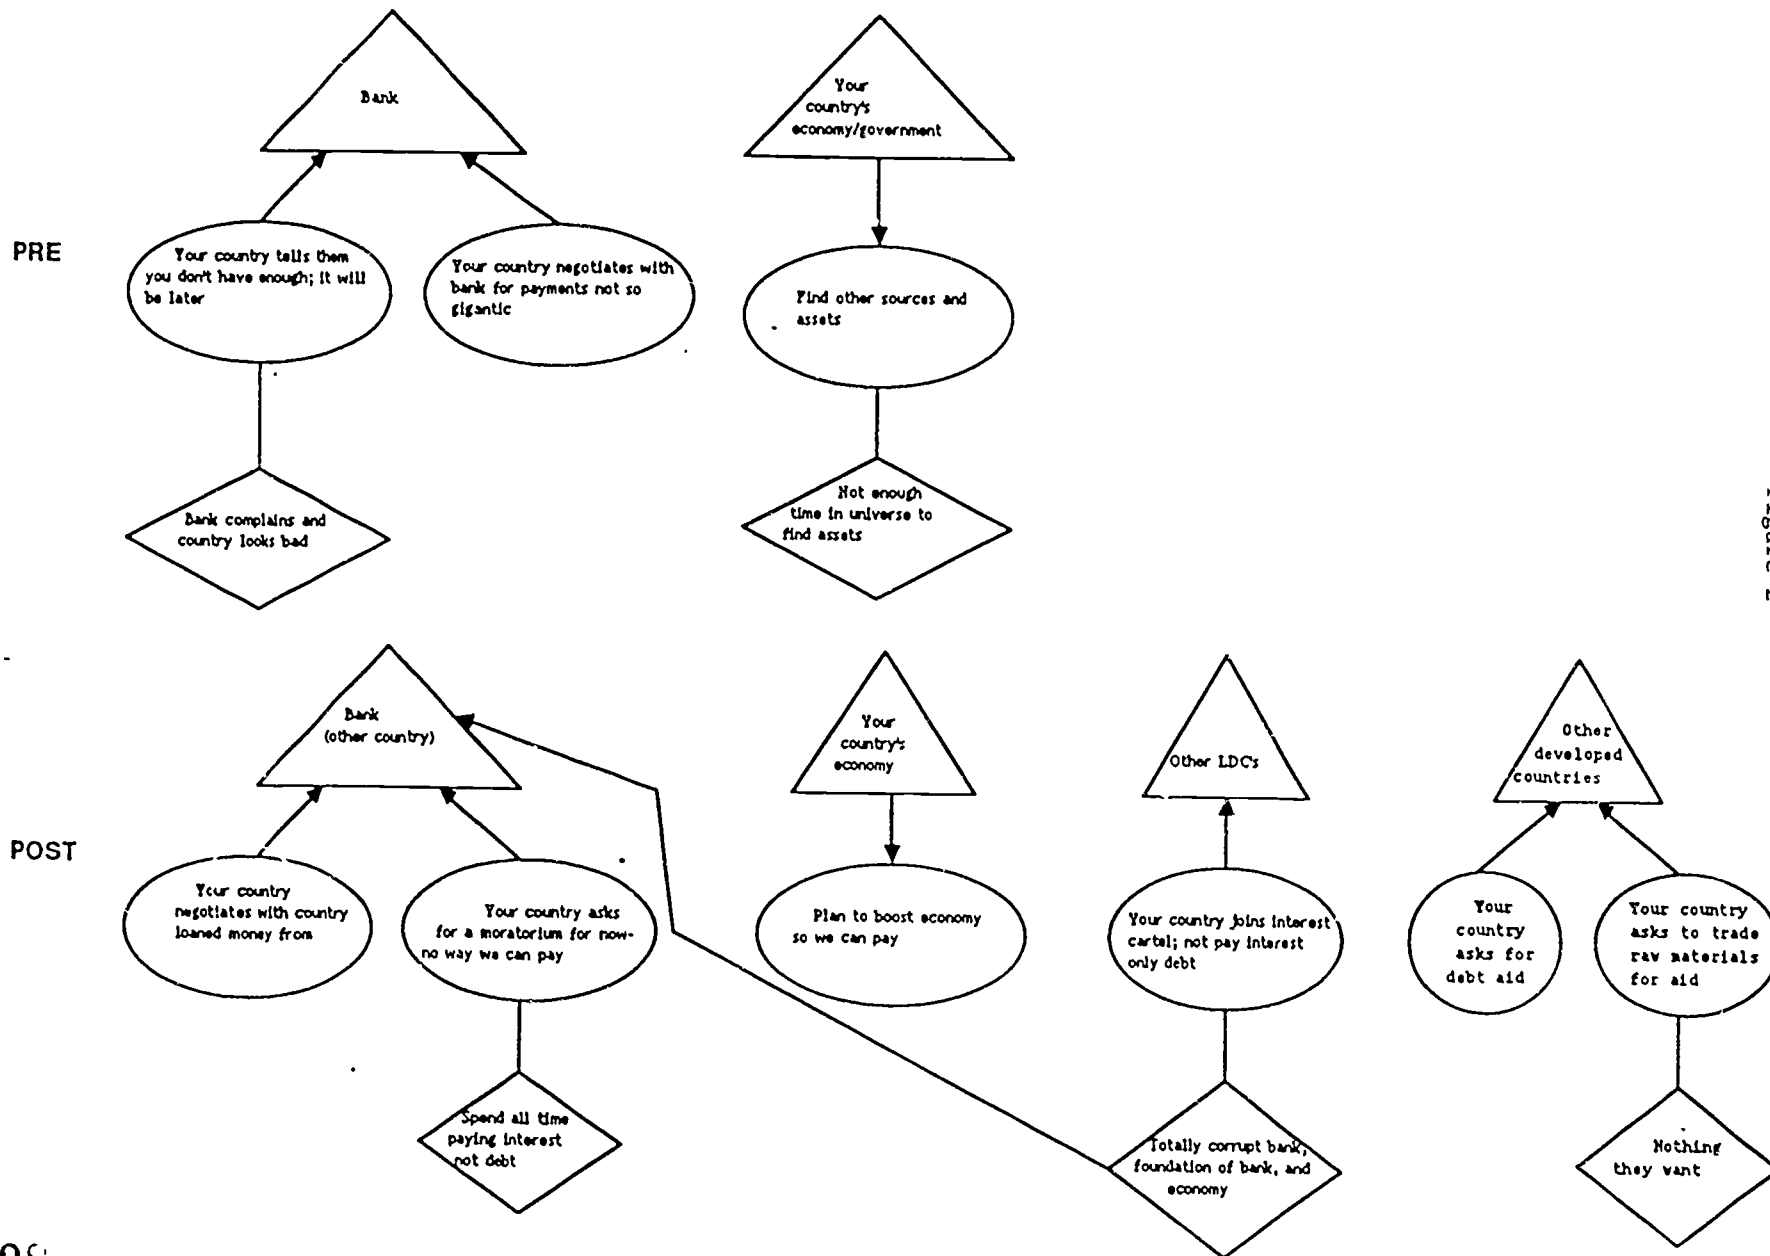 Bank
Your
country's
economy/government
PRE
Your country tells them
you don't have enough; it will
be later
Your country negotiates with
bank for payments not so
gigantic
Find other sources and
assets
Bank complains and
country looks bad
Not enough
time in universe to
find assets
Bank
(other country)
Your
country's
economy
Other LDC's
Other
developed
countries
POST
Your country
negotiates with country
loaned money from
Your country asks
for a moratorium for now-
no way we can pay
Plan to boost economy
so we can pay
Your country joins interest
cartel; not pay interest
only debt
Your
country
asks for
debt aid
Your country
asks to trade
raw materials
for aid
Spend all time
paying interest
not debt
Totally corrupt bank,
foundation of bank, and
economy
Nothing
they want